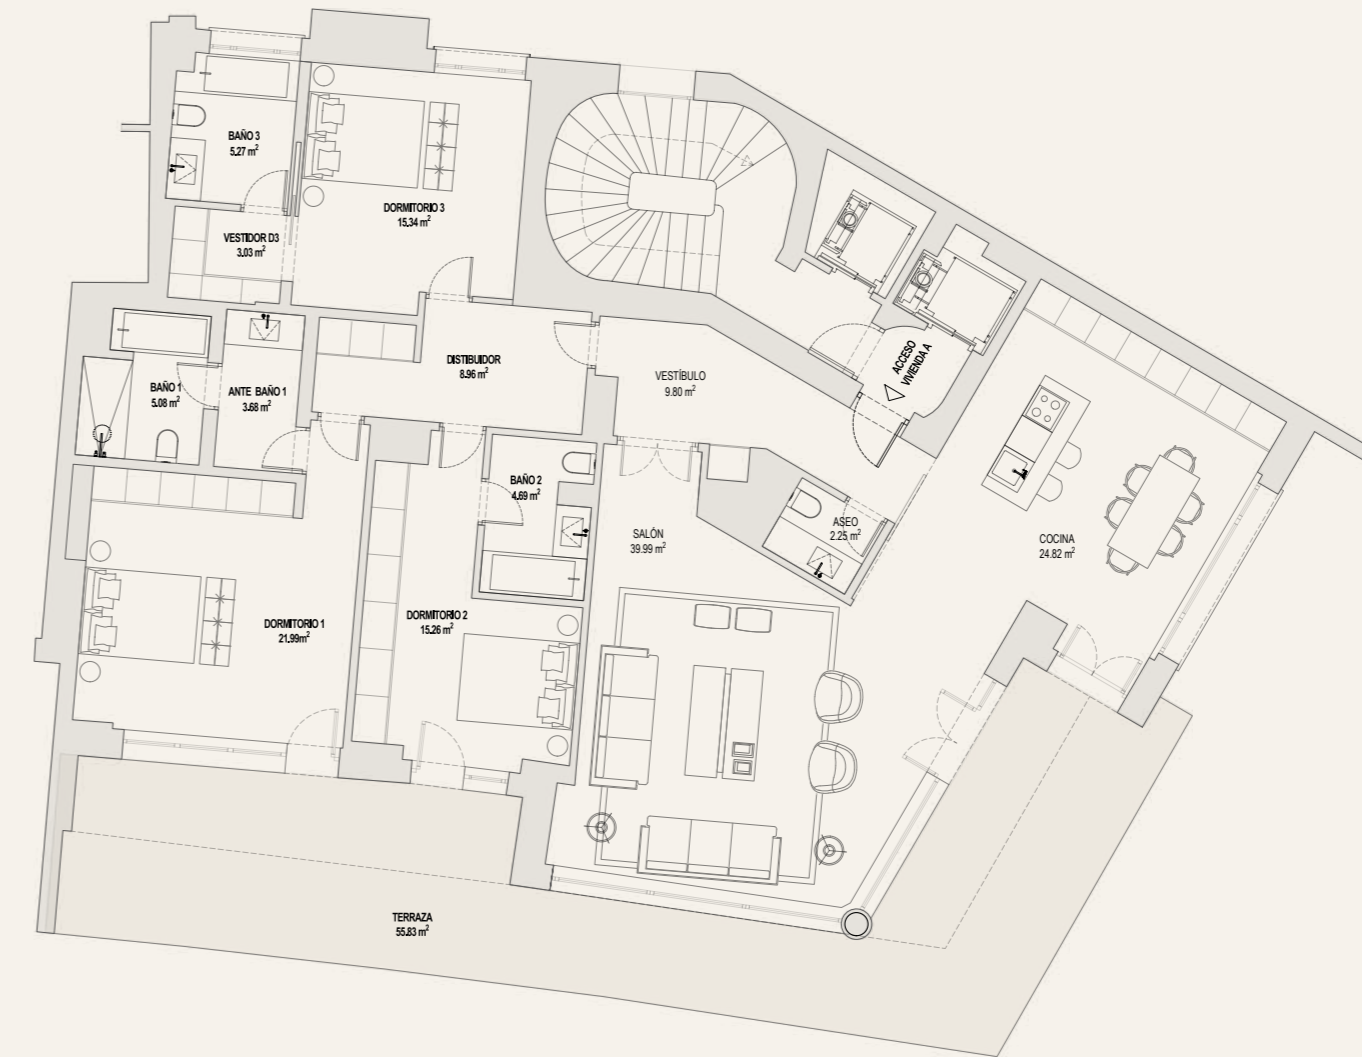 BAÑO 3
5.27 m²
DORMITORIO 3
15.34 m²
VESTIDOR D3
3.03 m²
DISTIBUIDOR
8.96 m²
VESTÍBULO
9.80 m²
ACCESO
VIVIENDA A
BAÑO 1
5.08 m²
ANTE BAÑO 1
3.68 m²
BAÑO 2
4.69 m²
SALÓN
39.99 m²
ASEO
2.25 m²
COCINA
24.82 m²
DORMITORIO 1
21.99m²
DORMITORIO 2
15.26 m²
TERRAZA
55.83 m²